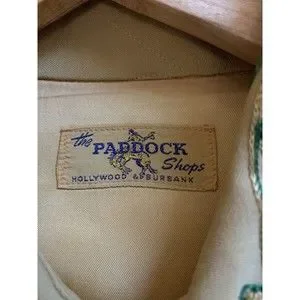 the
PADDOCK
Shops
HOLLYWOOD & BURBANK